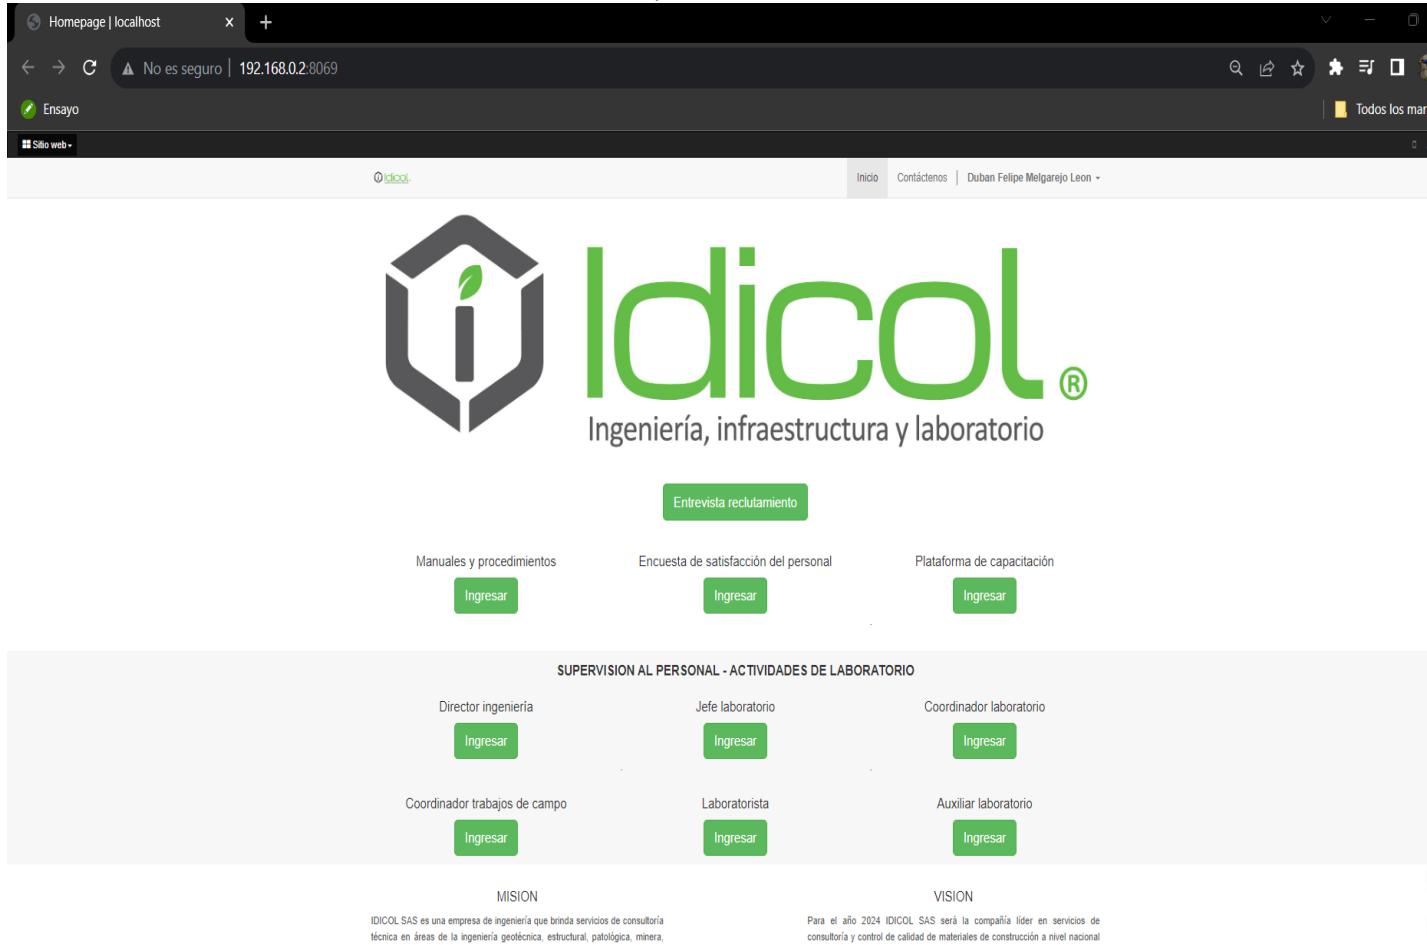 Homepage | localhost
No es seguro | 192.168.0.2:8069
Ensayo
Todos los mar
Sitio web
Idicol
Inicio Contáctenos | Duban Felipe Melgarejo Leon
Idicol ®
Ingeniería, infraestructura y laboratorio
Entrevista reclutamiento
Manuales y procedimientos Encuesta de satisfacción del personal Plataforma de capacitación
Ingresar Ingresar Ingresar
SUPERVISION AL PERSONAL - ACTIVIDADES DE LABORATORIO
Director ingeniería Jefe laboratorio Coordinador laboratorio
Ingresar Ingresar Ingresar
Coordinador trabajos de campo Laboratorista Auxiliar laboratorio
Ingresar Ingresar Ingresar
MISION
IDICOL SAS es una empresa de ingeniería que brinda servicios de consultoría
técnica en áreas de la ingeniería geotécnica, estructural, patológica, minera,
VISION
Para el año 2024 IDICOL SAS será la compañía líder en servicios de
consultoría y control de calidad de materiales de construcción a nivel nacional